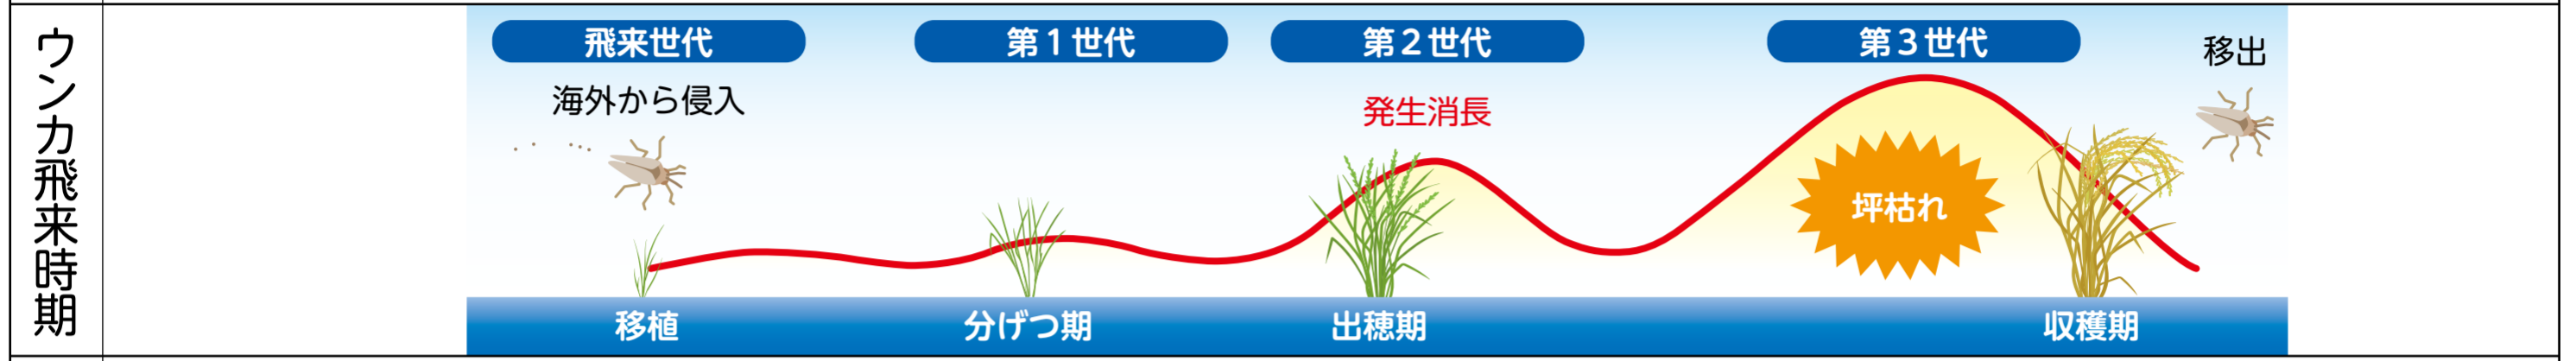 ウンカ飛来時期
飛来世代
第1世代
第2世代
第3世代
移出
海外から侵入
発生消長
坪枯れ
移植
分げつ期
出穂期
収穫期